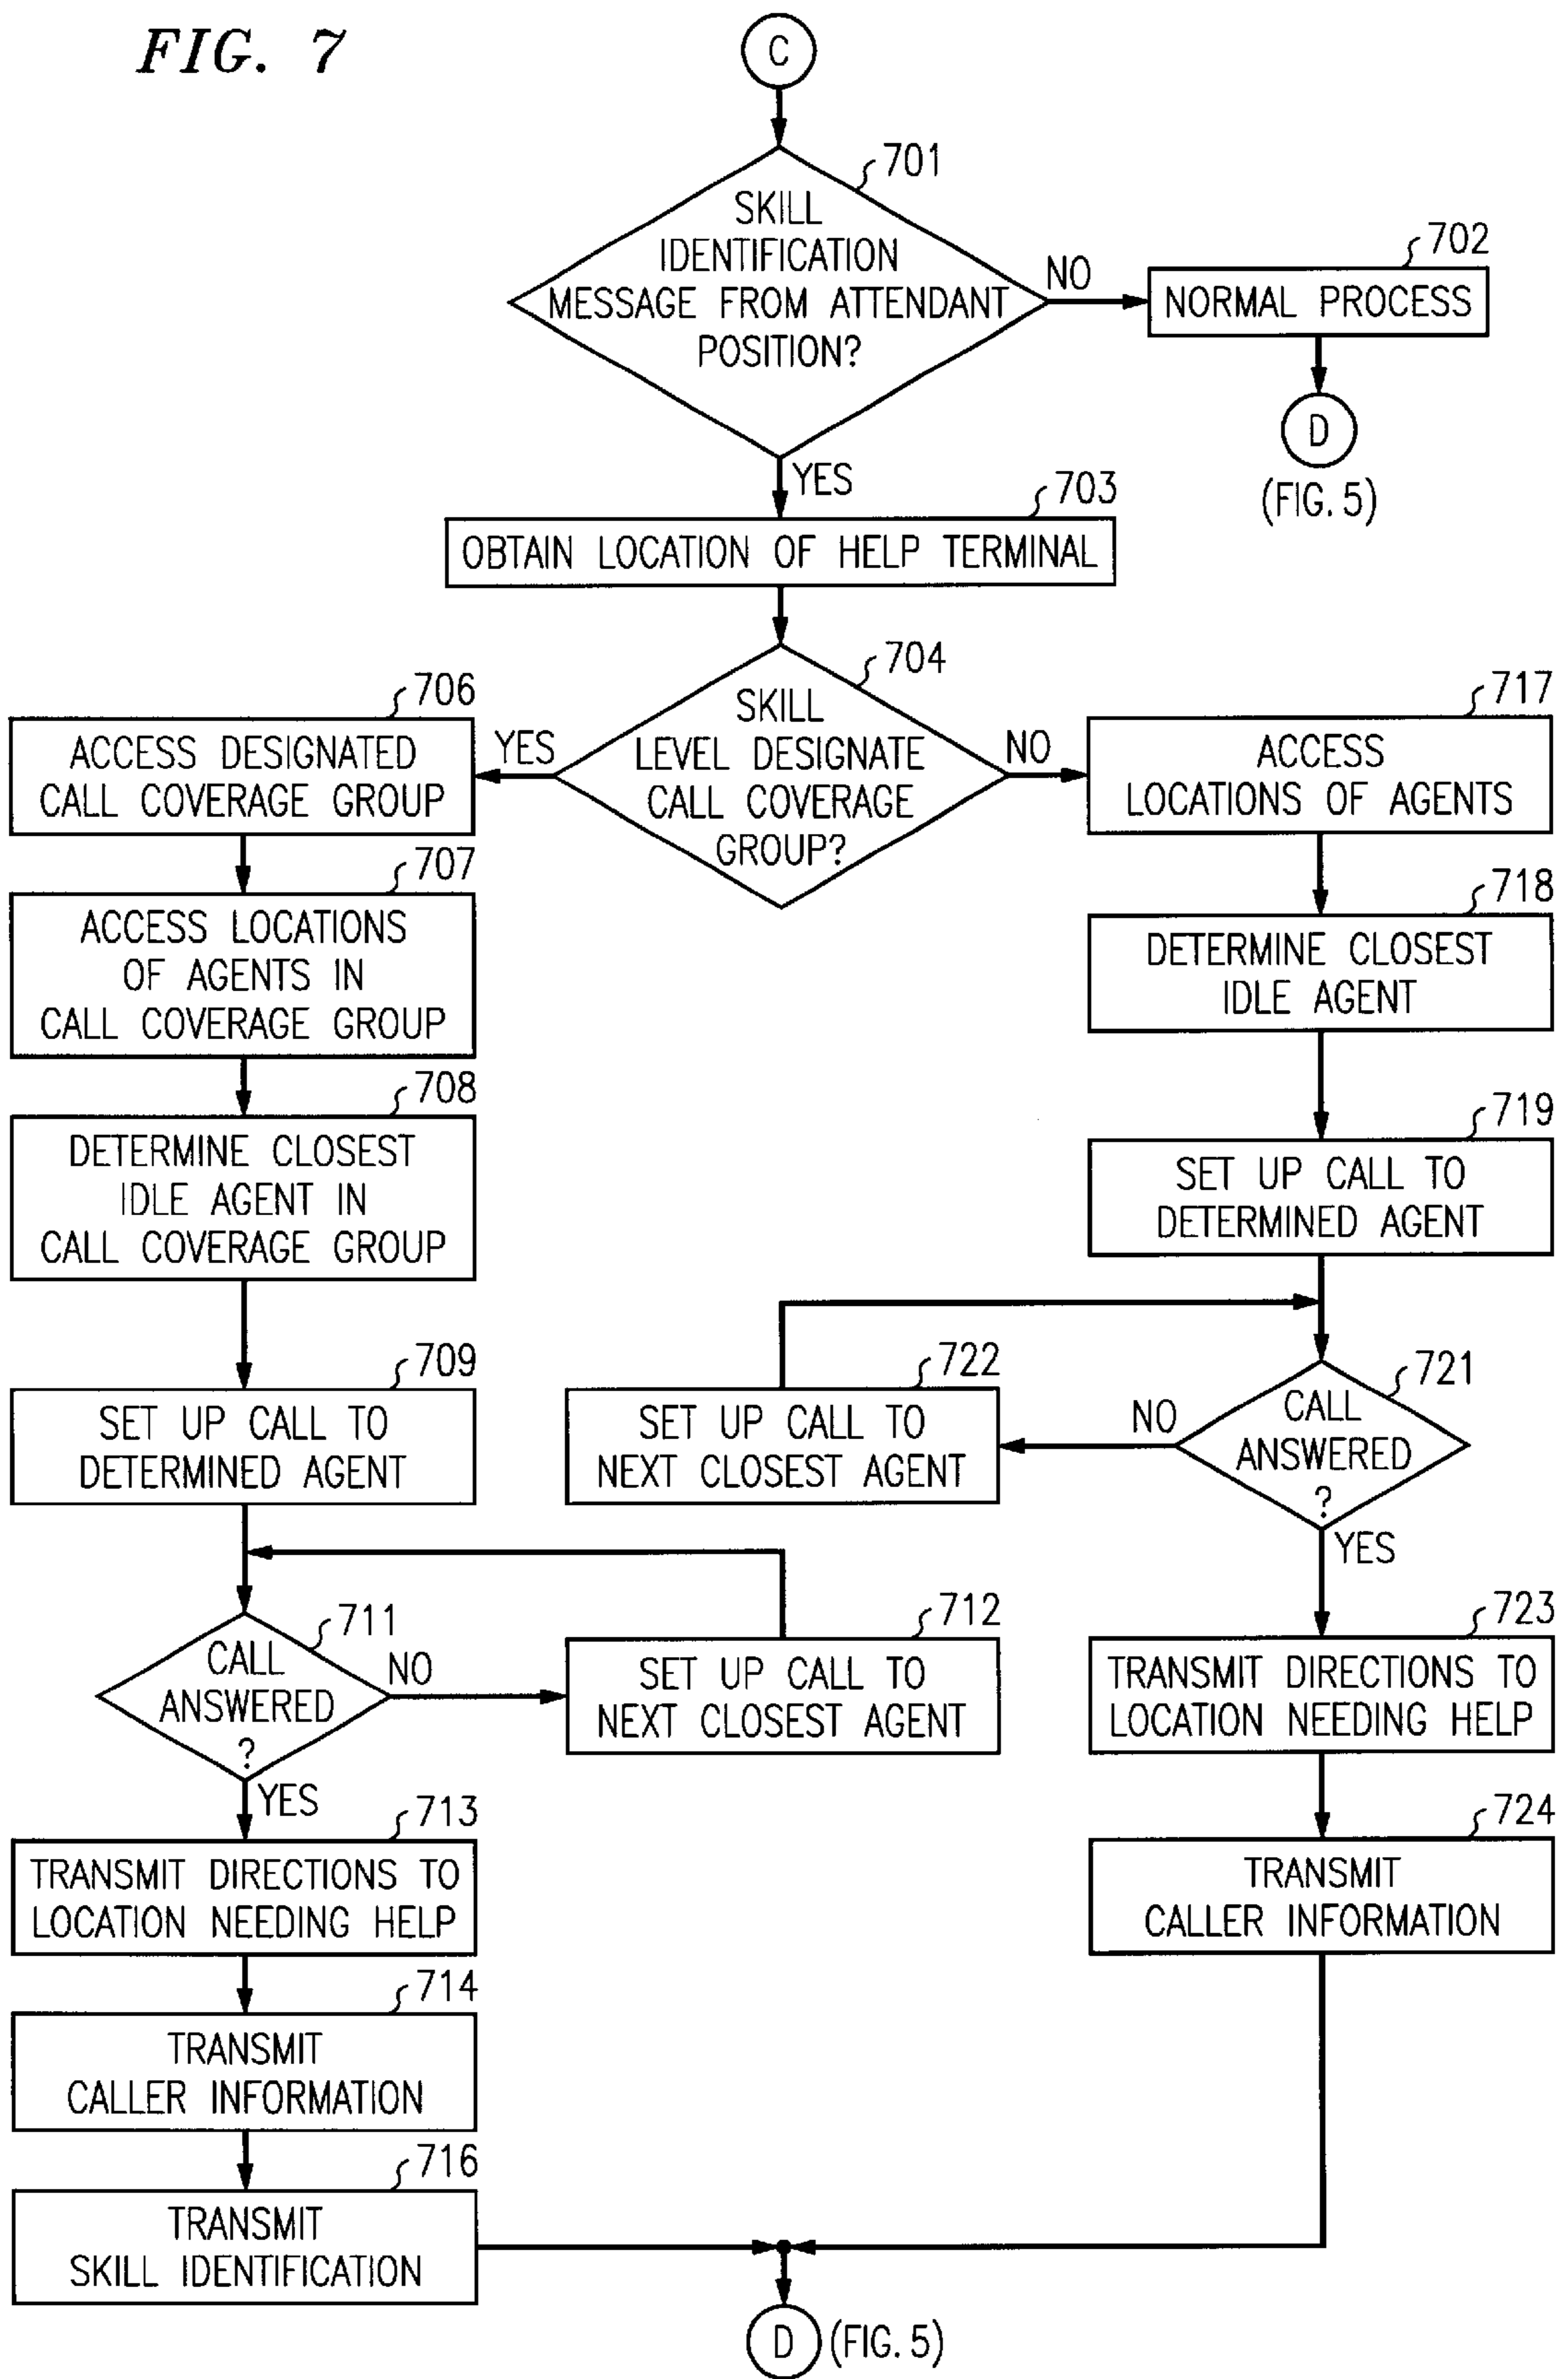 FIG. 7
C
701
SKILL
IDENTIFICATION
MESSAGE FROM ATTENDANT
POSITION?
NO
702
NORMAL PROCESS
D
(FIG. 5)
YES
703
OBTAIN LOCATION OF HELP TERMINAL
704
SKILL
LEVEL DESIGNATE
CALL COVERAGE
GROUP?
YES
NO
706
ACCESS DESIGNATED
CALL COVERAGE GROUP
707
ACCESS LOCATIONS
OF AGENTS IN
CALL COVERAGE GROUP
708
DETERMINE CLOSEST
IDLE AGENT IN
CALL COVERAGE GROUP
709
SET UP CALL TO
DETERMINED AGENT
711
CALL
ANSWERED
?
NO
712
SET UP CALL TO
NEXT CLOSEST AGENT
YES
713
TRANSMIT DIRECTIONS TO
LOCATION NEEDING HELP
714
TRANSMIT
CALLER INFORMATION
716
TRANSMIT
SKILL IDENTIFICATION
717
ACCESS
LOCATIONS OF AGENTS
718
DETERMINE CLOSEST
IDLE AGENT
719
SET UP CALL TO
DETERMINED AGENT
721
CALL
ANSWERED
?
NO
722
SET UP CALL TO
NEXT CLOSEST AGENT
YES
723
TRANSMIT DIRECTIONS TO
LOCATION NEEDING HELP
724
TRANSMIT
CALLER INFORMATION
D (FIG. 5)